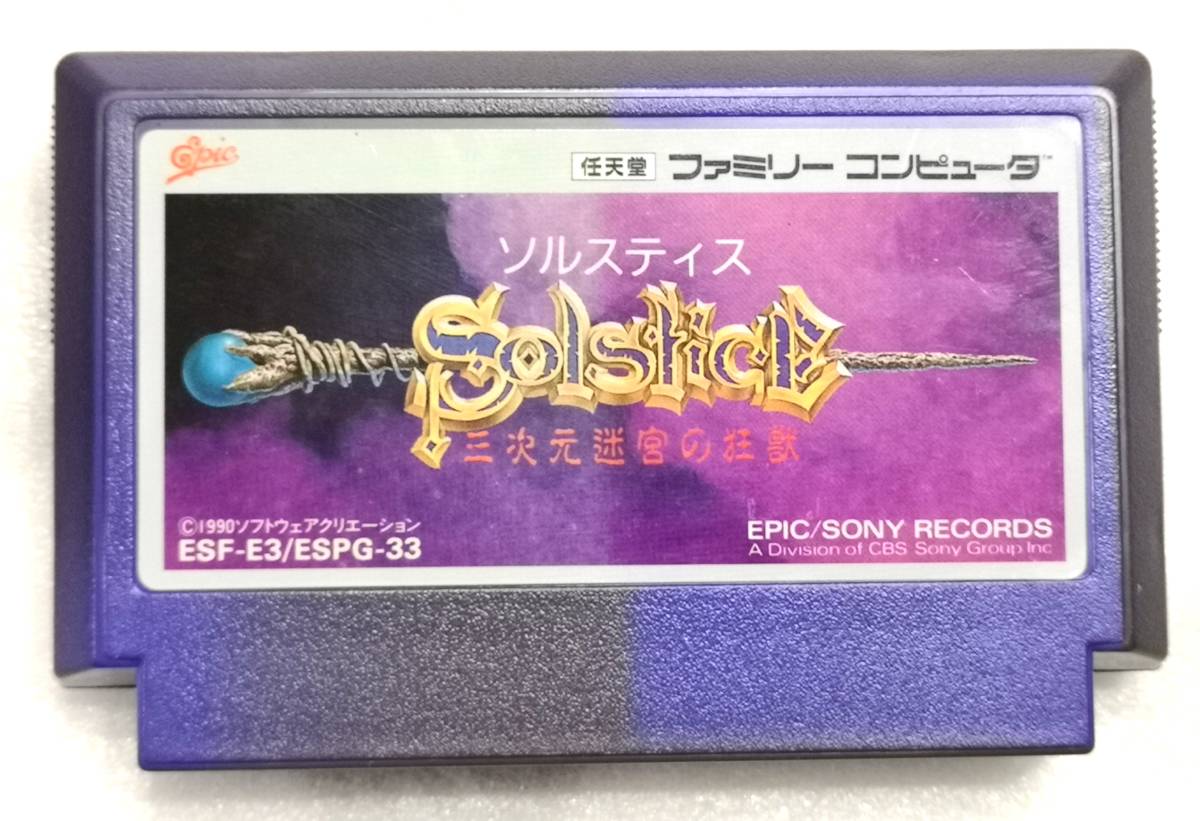 Epic
任天堂 ファミリー コンピュータ™
ソルスティス
Solstice
三次元迷宮の狂獣
©1990ソフトウェアクリエーション
ESF-E3/ESPG-33
EPIC/SONY RECORDS
A Division of CBS Sony Group Inc